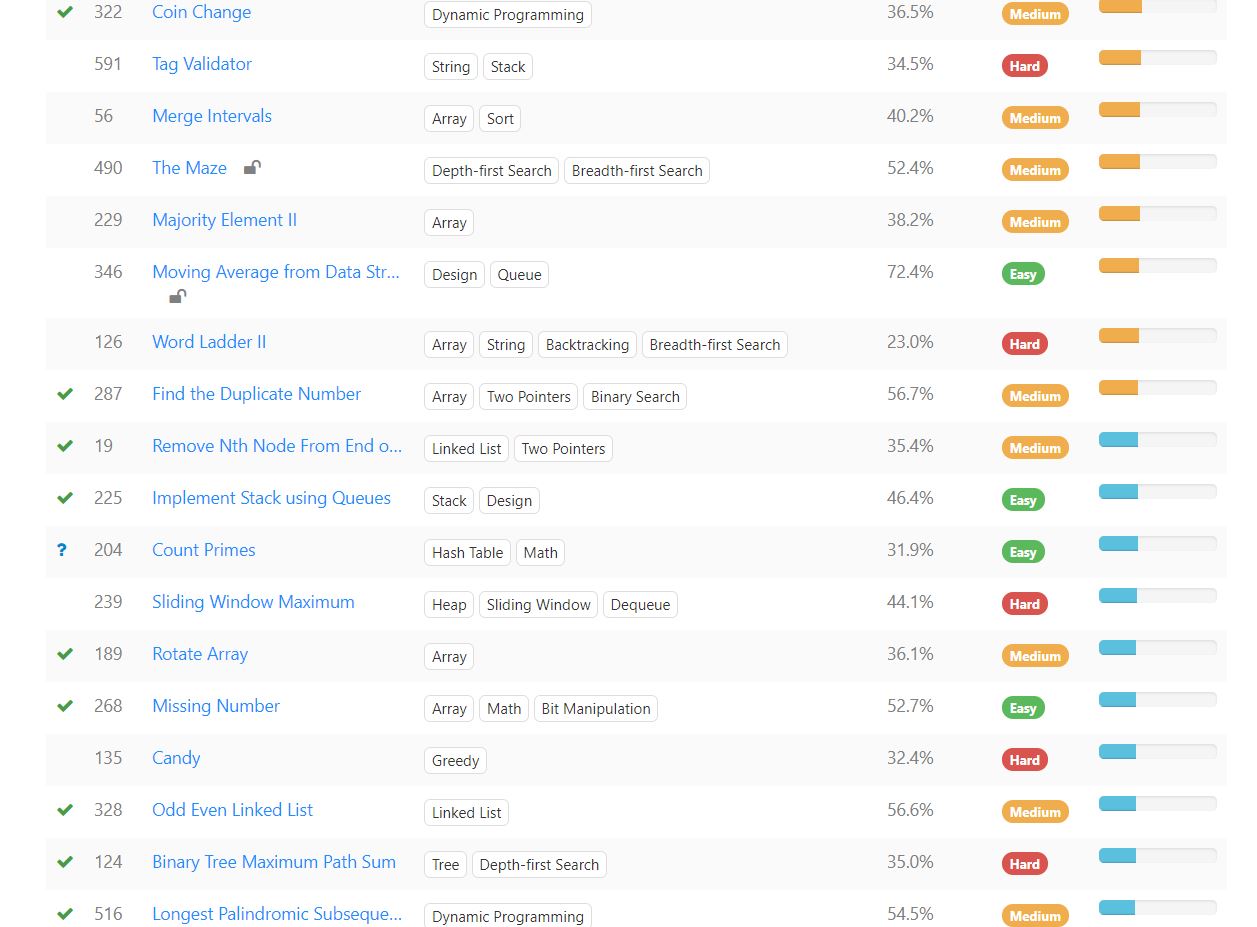 322 Coin Change Dynamic Programming 36.5% Medium
591 Tag Validator String Stack 34.5% Hard
56 Merge Intervals Array Sort 40.2% Medium
490 The Maze Depth-first Search Breadth-first Search 52.4% Medium
229 Majority Element II Array 38.2% Medium
346 Moving Average from Data Str... Design Queue 72.4% Easy
126 Word Ladder II Array String Backtracking Breadth-first Search 23.0% Hard
287 Find the Duplicate Number Array Two Pointers Binary Search 56.7% Medium
19 Remove Nth Node From End o... Linked List Two Pointers 35.4% Medium
225 Implement Stack using Queues Stack Design 46.4% Easy
? 204 Count Primes Hash Table Math 31.9% Easy
239 Sliding Window Maximum Heap Sliding Window Dequeue 44.1% Hard
189 Rotate Array Array 36.1% Medium
268 Missing Number Array Math Bit Manipulation 52.7% Easy
135 Candy Greedy 32.4% Hard
328 Odd Even Linked List Linked List 56.6% Medium
124 Binary Tree Maximum Path Sum Tree Depth-first Search 35.0% Hard
516 Longest Palindromic Subseque... Dynamic Programming 54.5% Medium